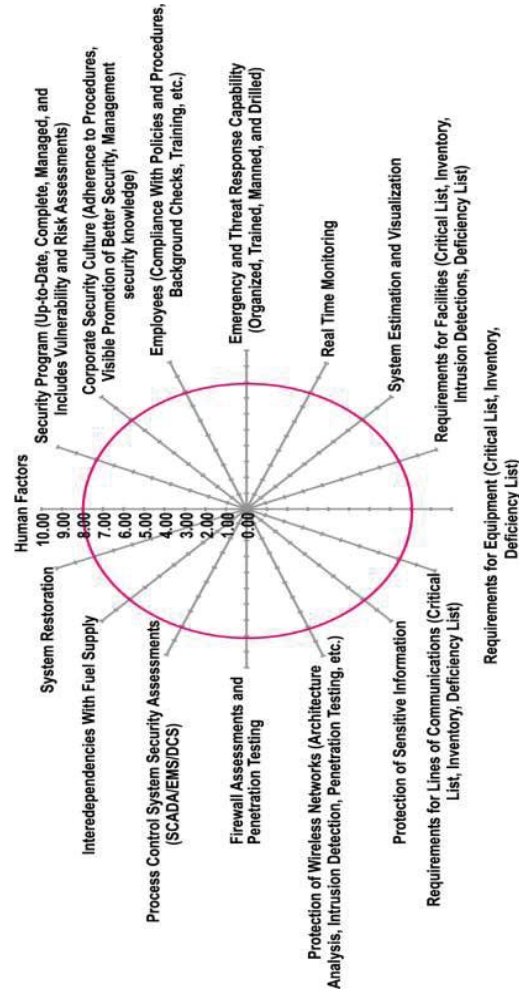 Human Factors
10.00
9.00
8.00
7.00
6.00
5.00
4.00
3.00
2.00
1.00
0.00
Security Program (Up-to-Date, Complete, Managed, and
Includes Vulnerability and Risk Assessments)
Corporate Security Culture (Adherence to Procedures,
Visible Promotion of Better Security, Management
security knowledge)
Employees (Compliance With Policies and Procedures,
Background Checks, Training, etc.)
Emergency and Threat Response Capability
(Organized, Trained, Manned, and Drilled)
Real Time Monitoring
System Estimation and Visualization
Requirements for Facilities (Critical List, Inventory,
Intrusion Detections, Deficiency List)
Requirements for Equipment (Critical List, Inventory,
Deficiency List)
Requirements for Lines of Communications (Critical
List, Inventory, Deficiency List)
Protection of Sensitive Information
Protection of Wireless Networks (Architecture
Analysis, Intrusion Detection, Penetration Testing, etc.)
Firewall Assessments and
Penetration Testing
Process Control System Security Assessments
(SCADA/EMS/DCS)
Interedependencies With Fuel Supply
System Restoration